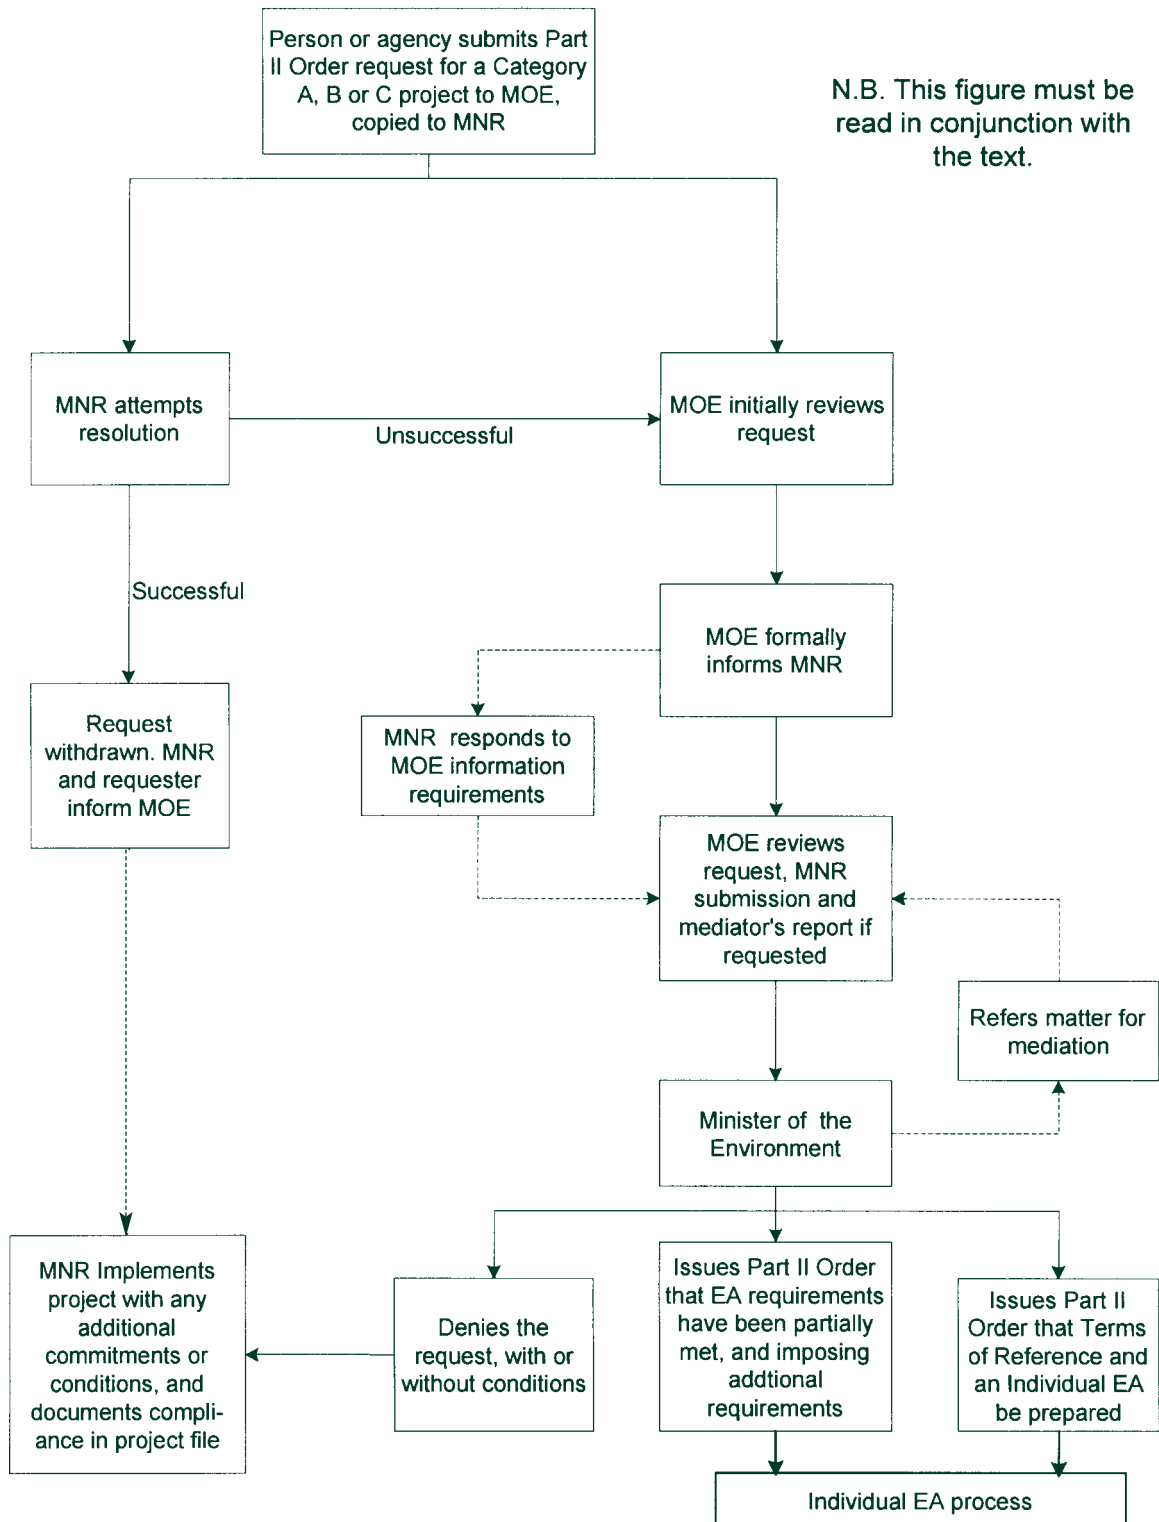 Person or agency submits Part
II Order request for a Category
A, B or C project to MOE,
copied to MNR
N.B. This figure must be
read in conjunction with
the text.
MNR attempts
resolution
Unsuccessful
MOE initially reviews
request
Successful
MOE formally
informs MNR
Request
withdrawn. MNR
and requester
inform MOE
MNR responds to
MOE information
requirements
MOE reviews
request, MNR
submission and
mediator's report if
requested
Refers matter for
mediation
Minister of the
Environment
MNR Implements
project with any
additional
commitments or
conditions, and
documents compli-
ance in project file
Denies the
request, with or
without conditions
Issues Part II Order
that EA requirements
have been partially
met, and imposing
addtional
requirements
Issues Part II
Order that Terms
of Reference and
an Individual EA
be prepared
Individual EA process